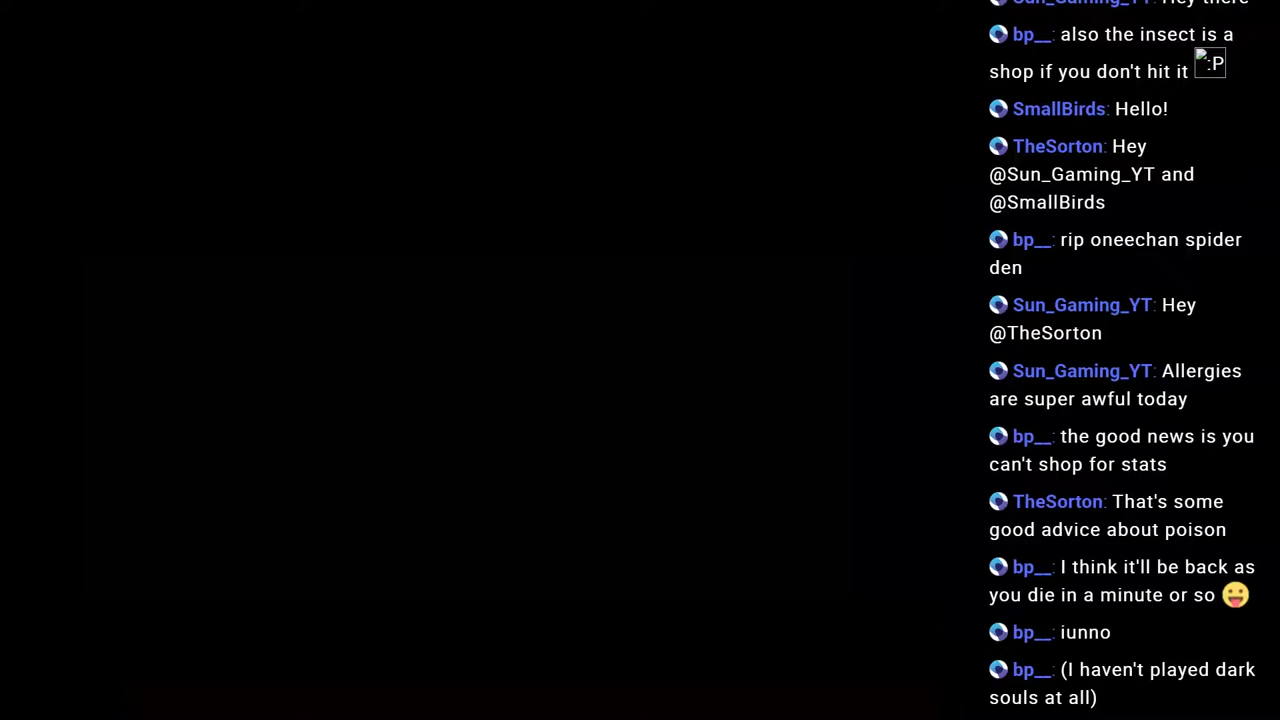 Sun_Gaming_YT: Hey there
bp__: also the insect is a
shop if you don't hit it :P
SmallBirds: Hello!
TheSorton: Hey
@Sun_Gaming_YT and
@SmallBirds
bp__: rip oneechan spider
den
Sun_Gaming_YT: Hey
@TheSorton
Sun_Gaming_YT: Allergies
are super awful today
bp__: the good news is you
can't shop for stats
TheSorton: That's some
good advice about poison
bp__: I think it'll be back as
you die in a minute or so 😛
bp__: iunno
bp__: (I haven't played dark
souls at all)